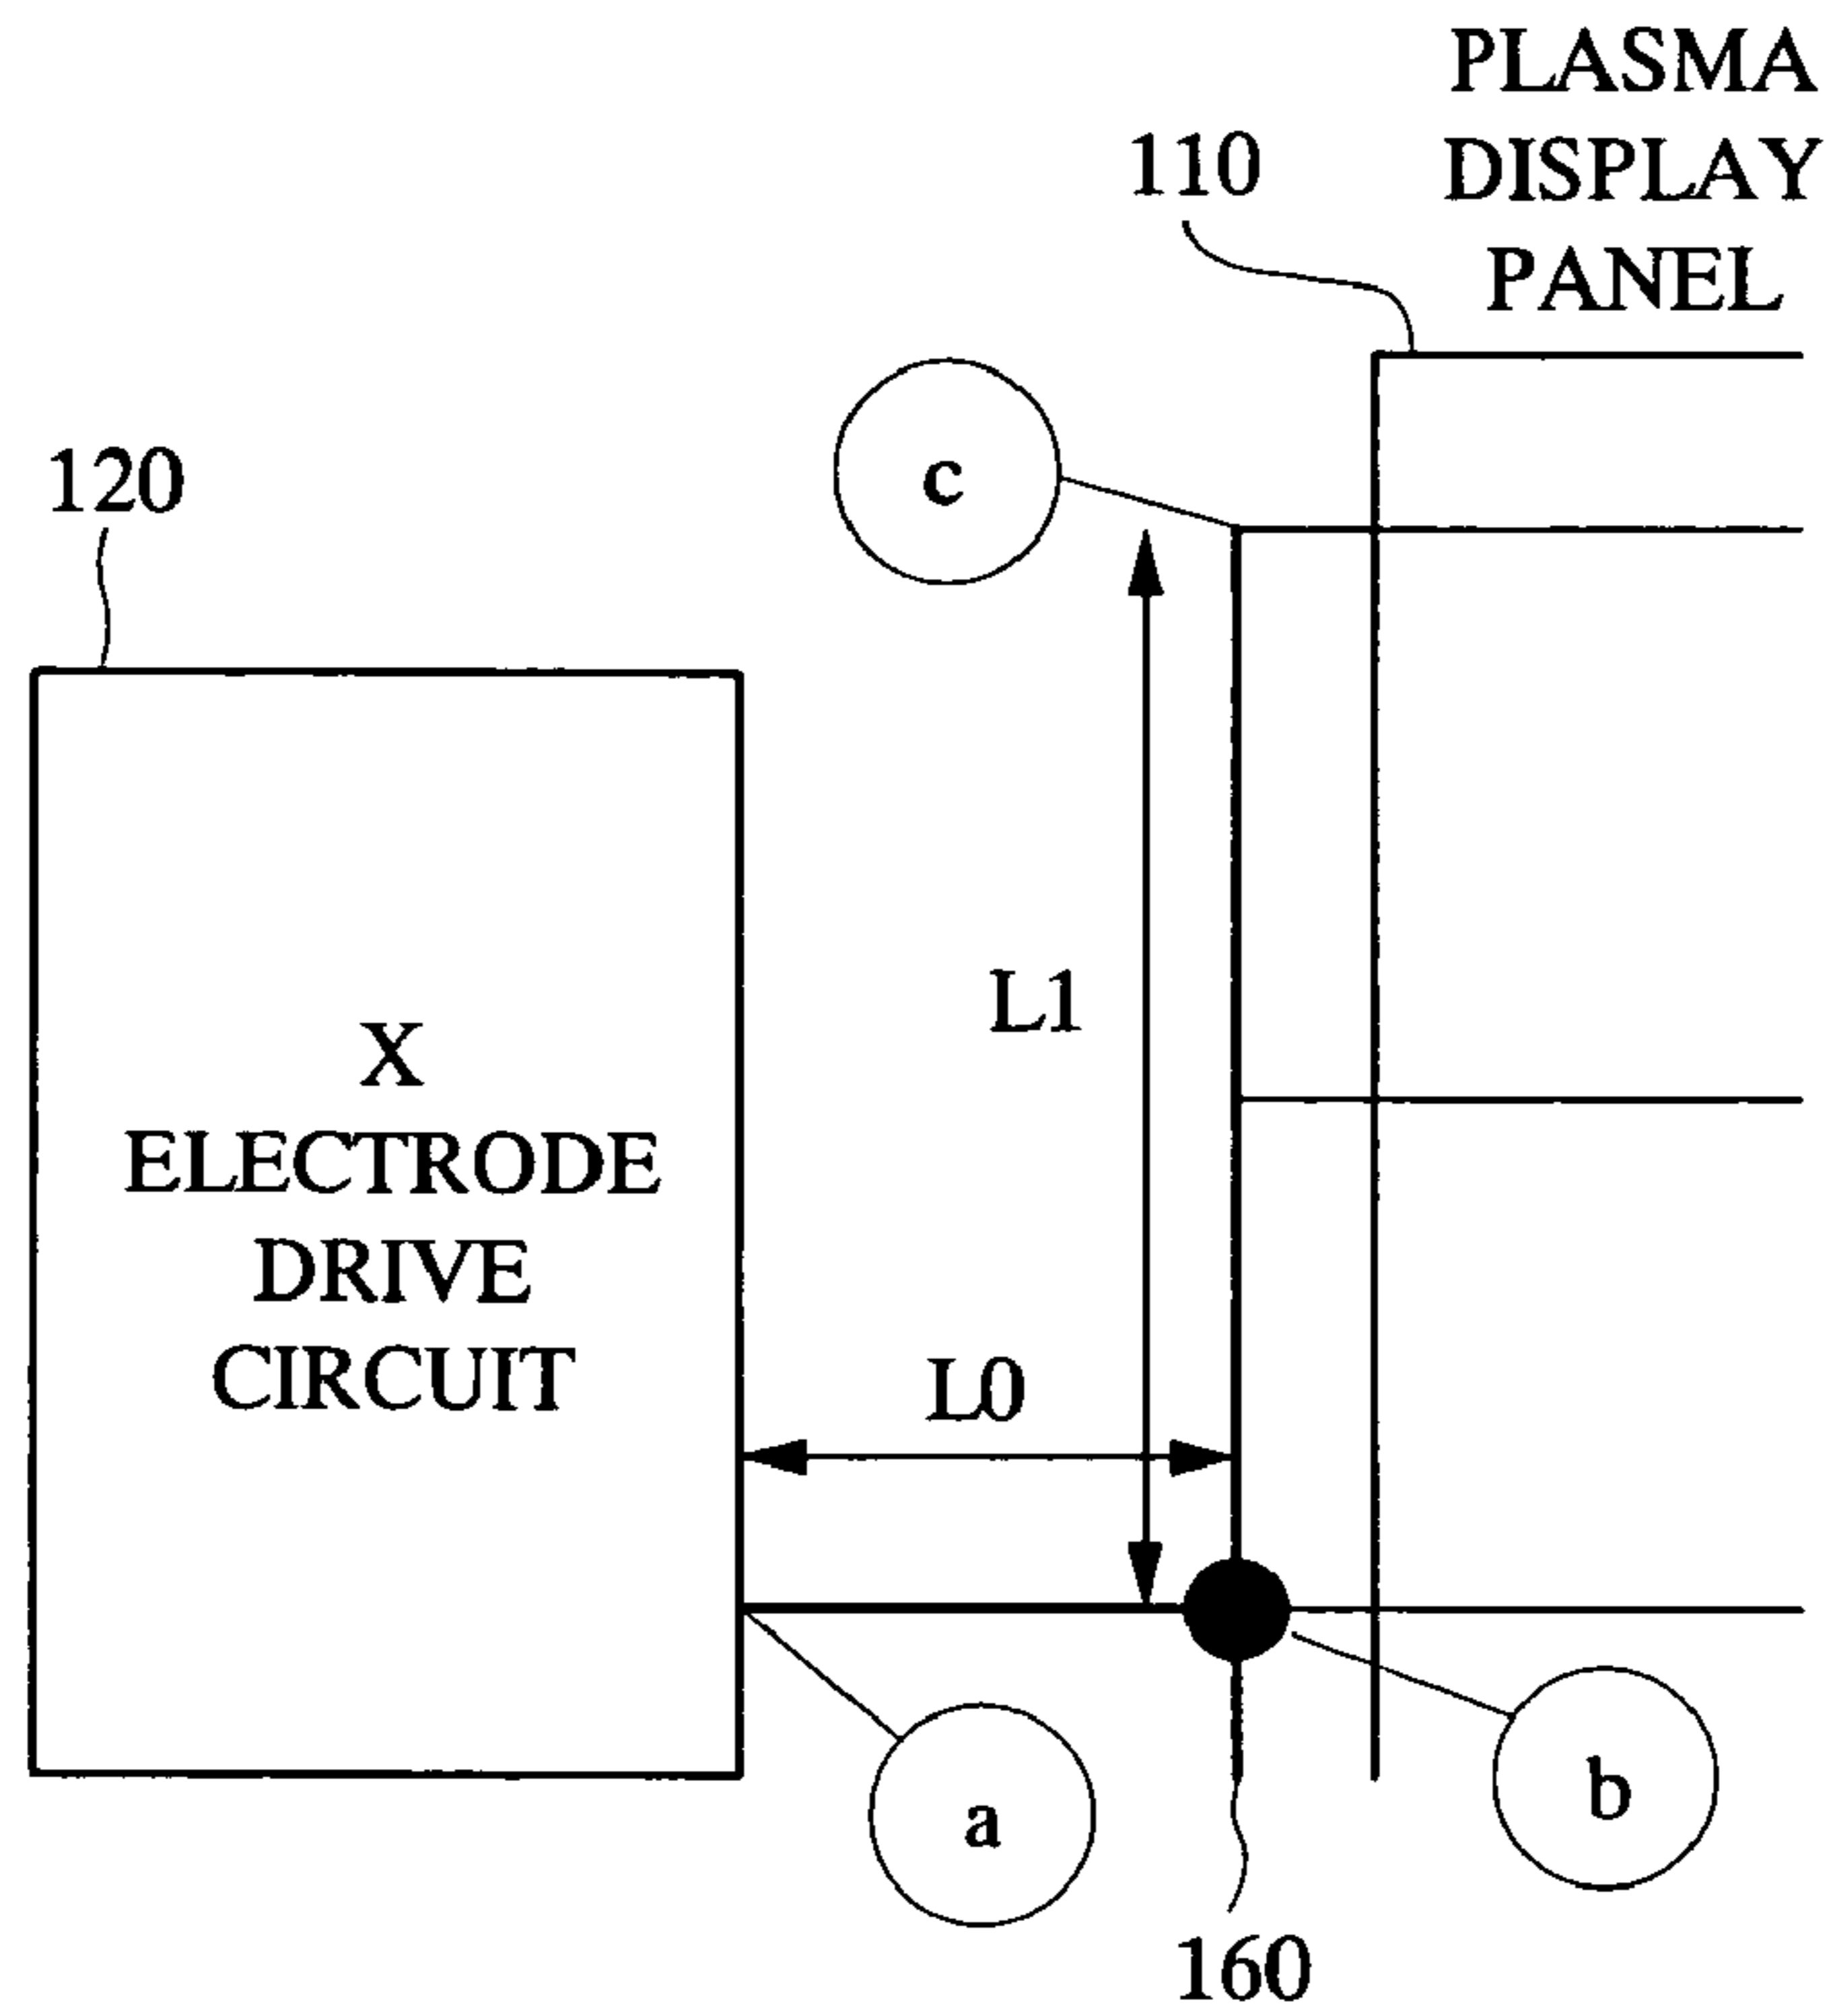 PLASMA
DISPLAY
PANEL
110
c
120
L1
X
ELECTRODE
DRIVE
CIRCUIT
L0
a
b
160